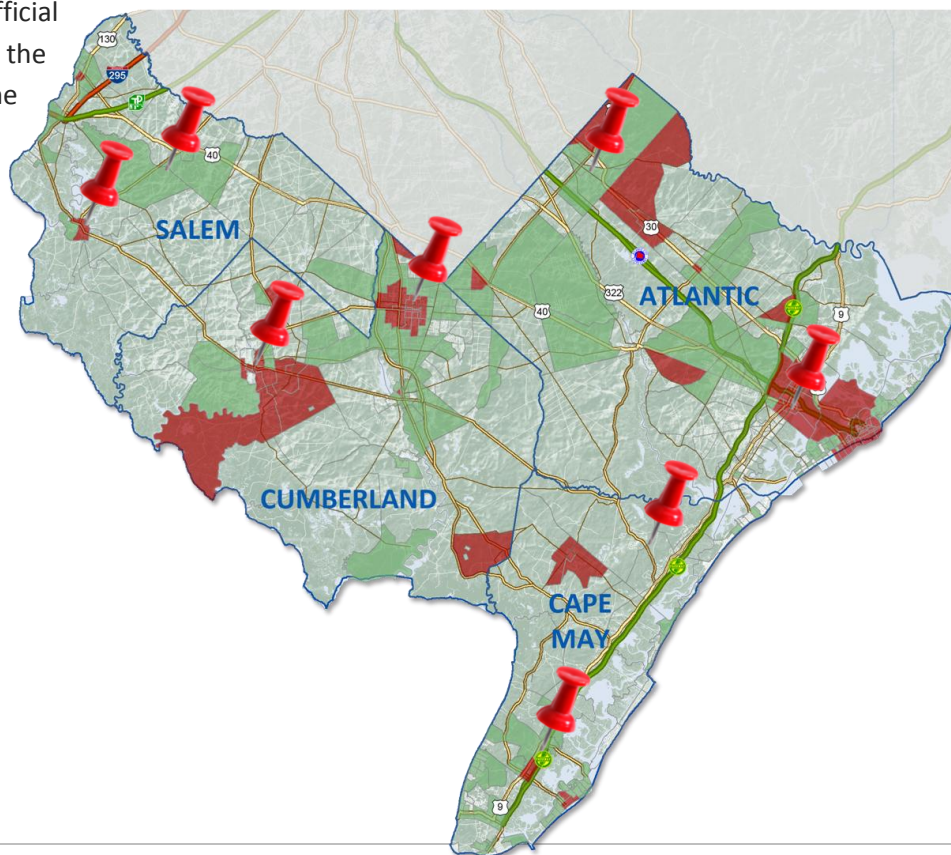 fficial
the
ne
130
295
40
SALEM
30
322
ATLANTIC
40
9
CUMBERLAND
CAPE
MAY
9